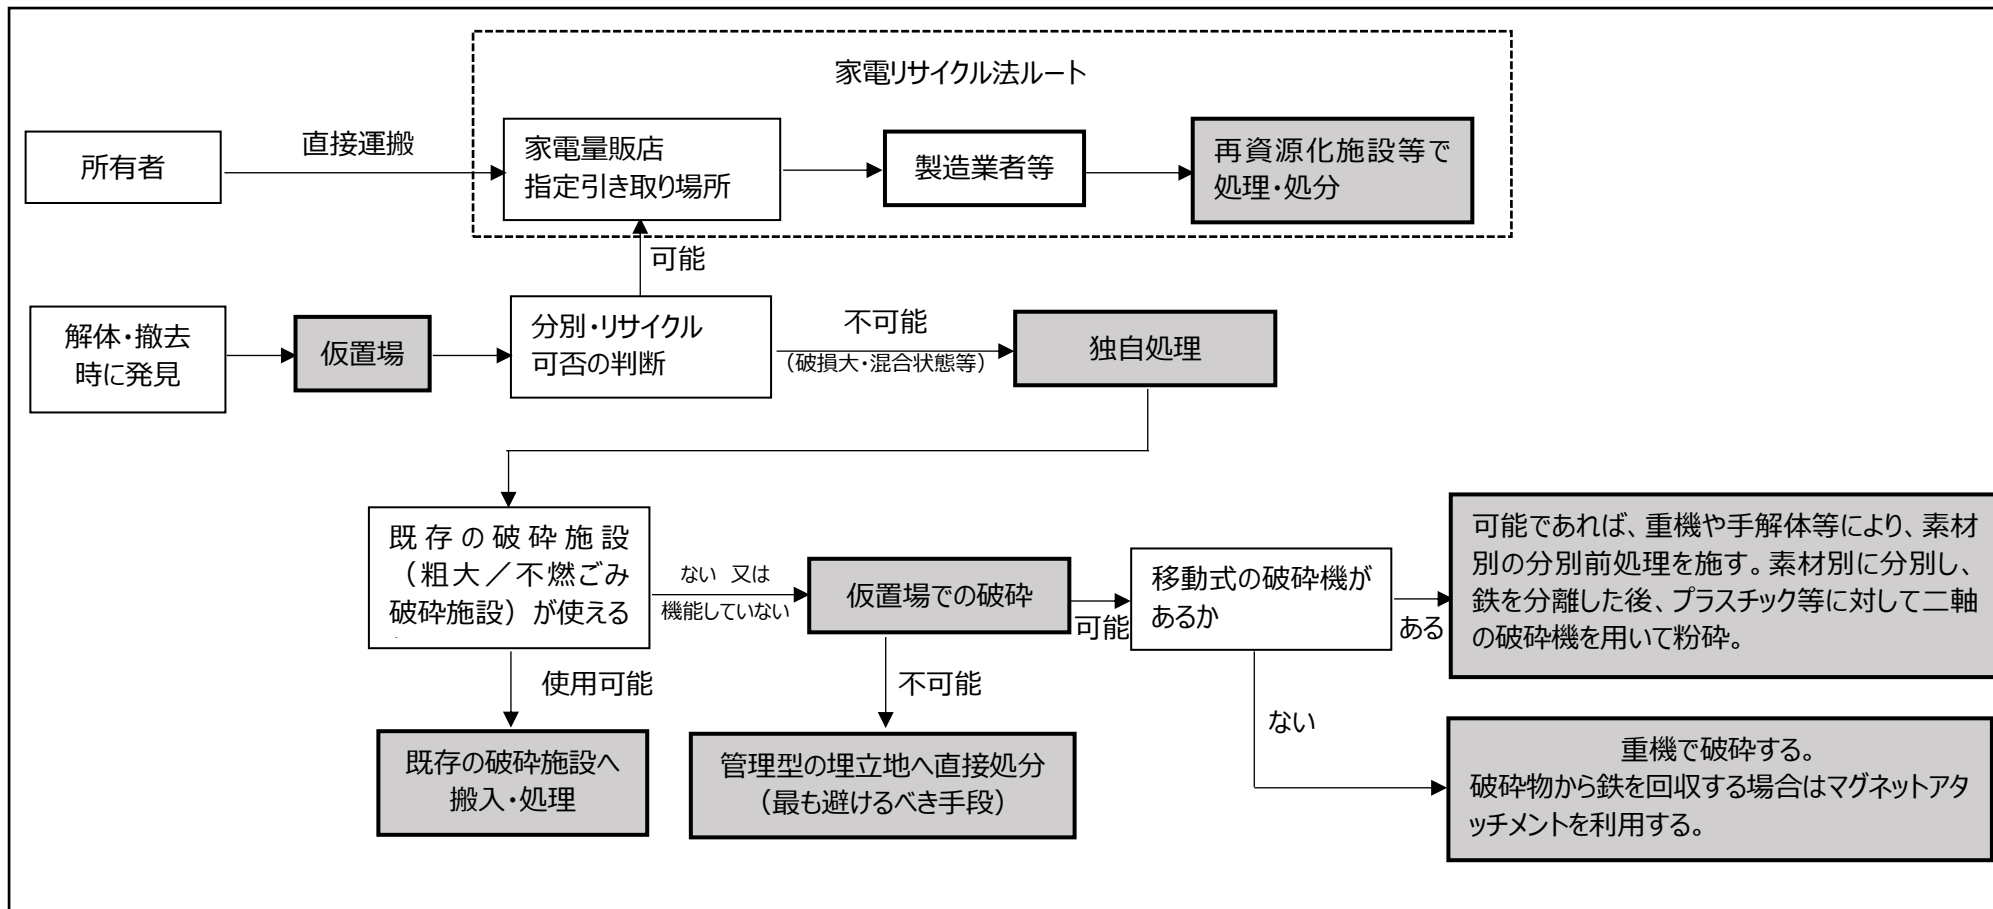 家電リサイクル法ルート
所有者
直接運搬
家電量販店
指定引き取り場所
製造業者等
再資源化施設等で
処理・処分
可能
解体・撤去
時に発見
仮置場
分別・リサイクル
可否の判断
不可能
（破損大・混合状態等）
独自処理
既存の破砕施設
（粗大／不燃ごみ
破砕施設）が使える
ない 又は
機能していない
仮置場での破砕
可能
移動式の破砕機が
あるか
ある
可能であれば、重機や手解体等により、素材
別の分別前処理を施す。素材別に分別し、
鉄を分離した後、プラスチック等に対して二軸
の破砕機を用いて粉砕。
使用可能
不可能
ない
既存の破砕施設へ
搬入・処理
管理型の埋立地へ直接処分
（最も避けるべき手段）
重機で破砕する。
破砕物から鉄を回収する場合はマグネットアタ
ッチメントを利用する。